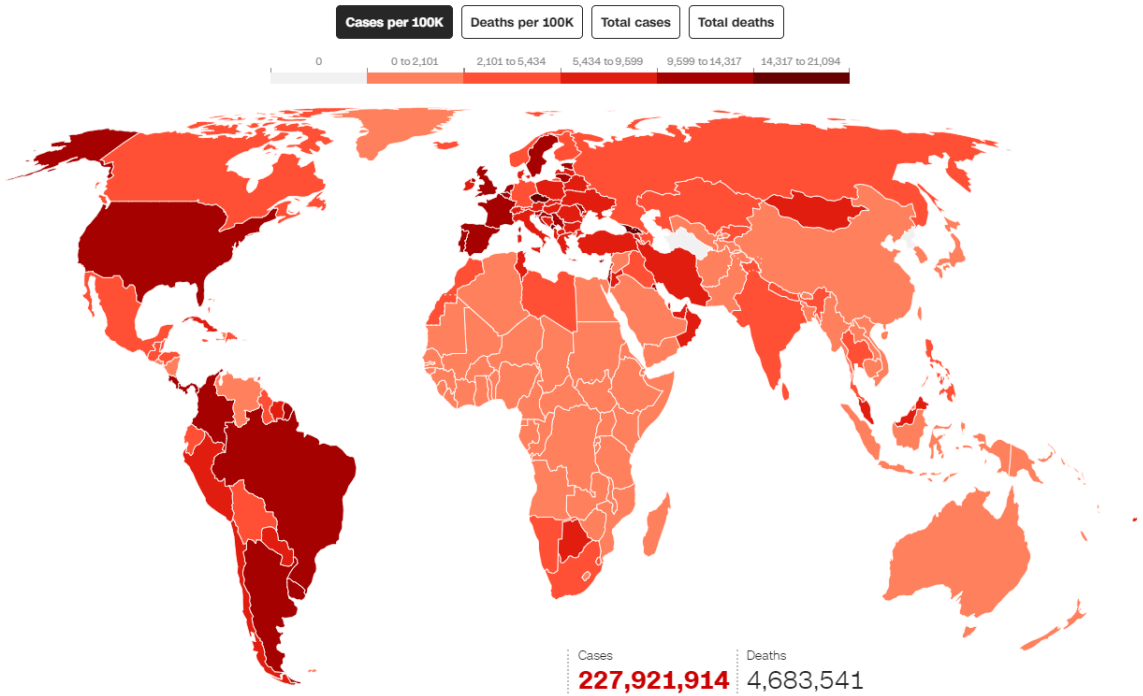 Cases per 100K Deaths per 100K Total cases Total deaths
0 0 to 2,101 2,101 to 5,434 5,434 to 9,599 9,599 to 14,317 14,317 to 21,094
Cases Deaths
227,921,914 4,683,541